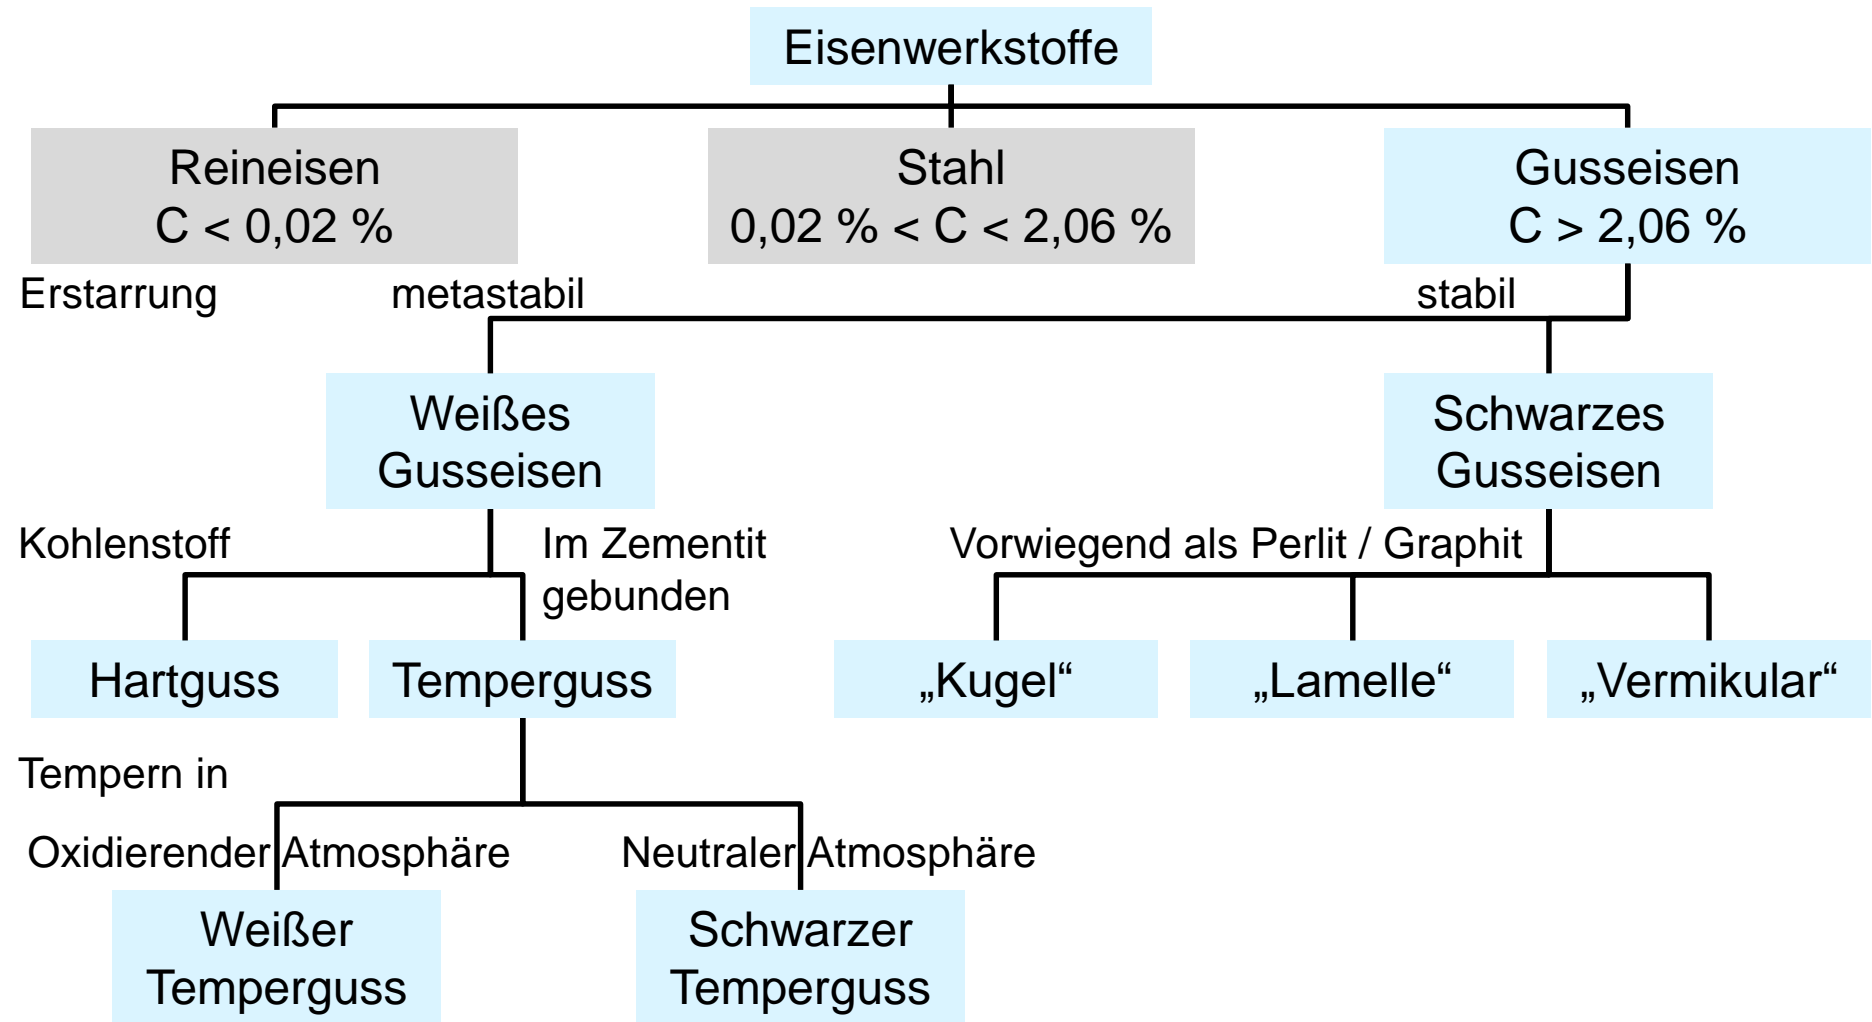 Eisenwerkstoffe
Reineisen
C < 0,02 %
Stahl
0,02 % < C < 2,06 %
Gusseisen
C > 2,06 %
Erstarrung
metastabil
stabil
Weißes
Gusseisen
Schwarzes
Gusseisen
Kohlenstoff
Im Zementit
gebunden
Vorwiegend als Perlit / Graphit
Hartguss
Temperguss
„Kugel“
„Lamelle“
„Vermikular“
Tempern in
Oxidierender Atmosphäre
Neutraler Atmosphäre
Weißer
Temperguss
Schwarzer
Temperguss